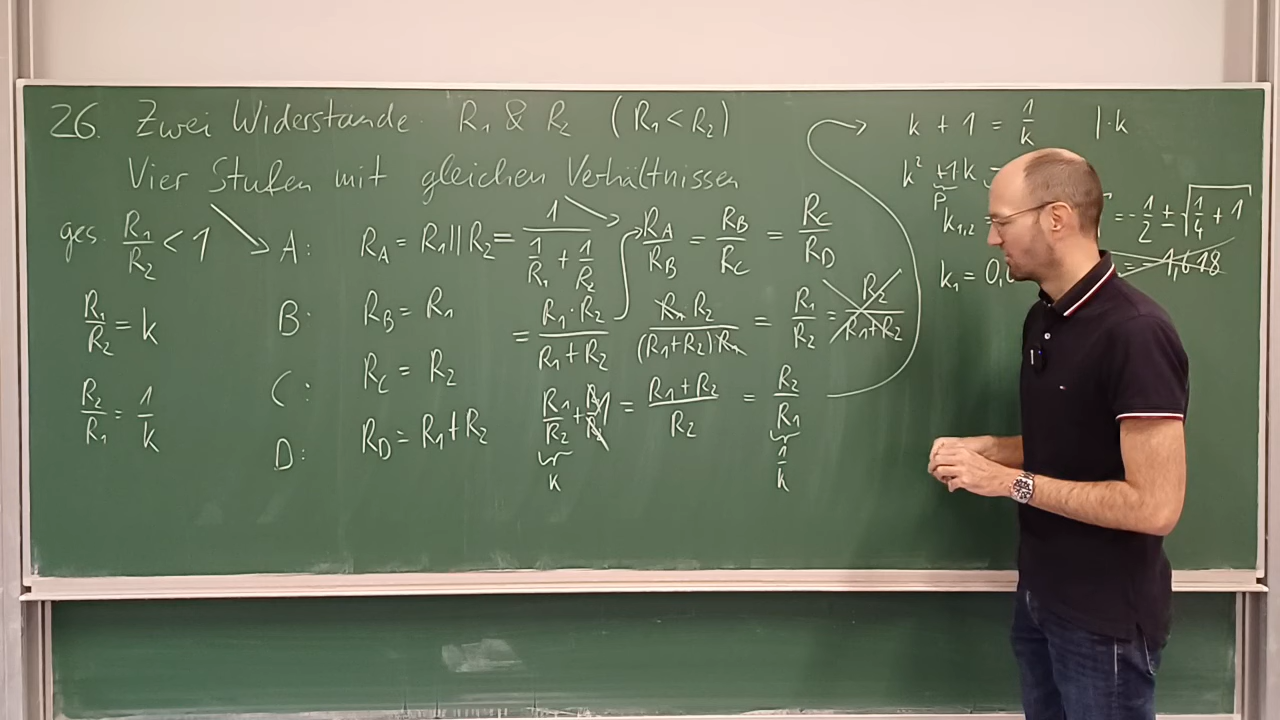 26. Zwei Widerstände: R₁ & R₂ (R₁ < R₂)
Vier Stufen mit gleichen Verhältnissen
ges. R₁/R₂ < 1
R₁/R₂ = k
R₂/R₁ = 1/k
A: R_A = R₁||R₂ = 1/(1/R₁ + 1/R₂)
= R₁·R₂/(R₁+R₂)
B: R_B = R₁
C: R_C = R₂
D: R_D = R₁+R₂
R_A/R_B = R_B/R_C = R_C/R_D
R₁ R₂/((R₁+R₂) R₁) = R₁/R₂ = R₂/(R₁+R₂)
R₁/R₂ + R₂/R₂ 1 = (R₁+R₂)/R₂ = R₂/R₁
k
1/k
k + 1 = 1/k |·k
k² + 1k
p
k₁,₂ = -1/2 ± √(1/4 + 1)
k₁ = 0, = -1,618